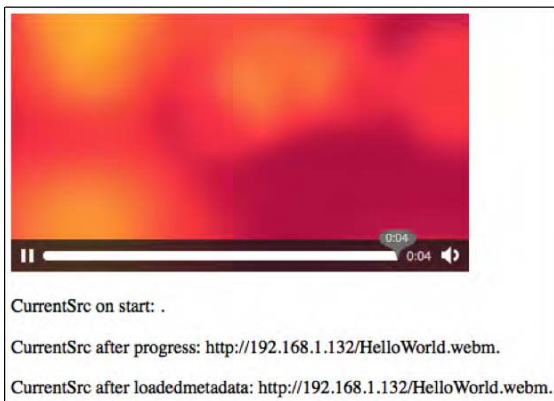 0:04
0:04
CurrentSrc on start: .
CurrentSrc after progress: http://192.168.1.132/HelloWorld.webm.
CurrentSrc after loadedmetadata: http://192.168.1.132/HelloWorld.webm.